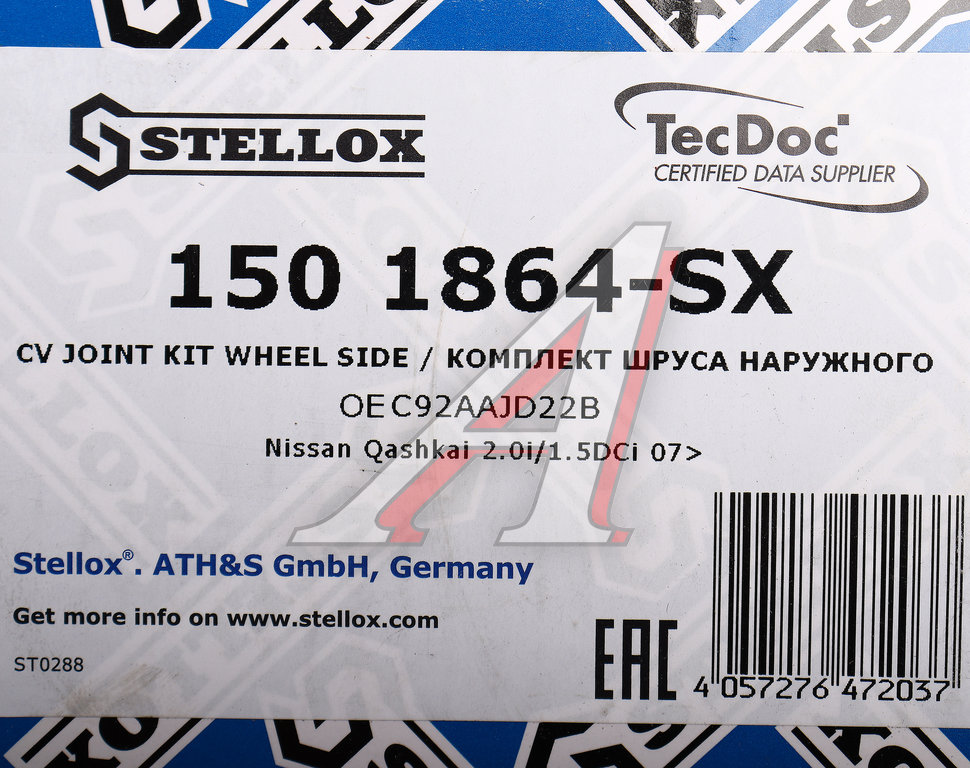 STELLOX
TecDoc
CERTIFIED DATA SUPPLIER
150 1864-SX
CV JOINT KIT WHEEL SIDE / КОМПЛЕКТ ШРУСА НАРУЖНОГО
OE C92AAJD22B
Nissan Qashkai 2.0i/1.5DCi 07>
Stellox®. ATH&S GmbH, Germany
Get more info on www.stellox.com
ST0288
EAC
4 057276 472037